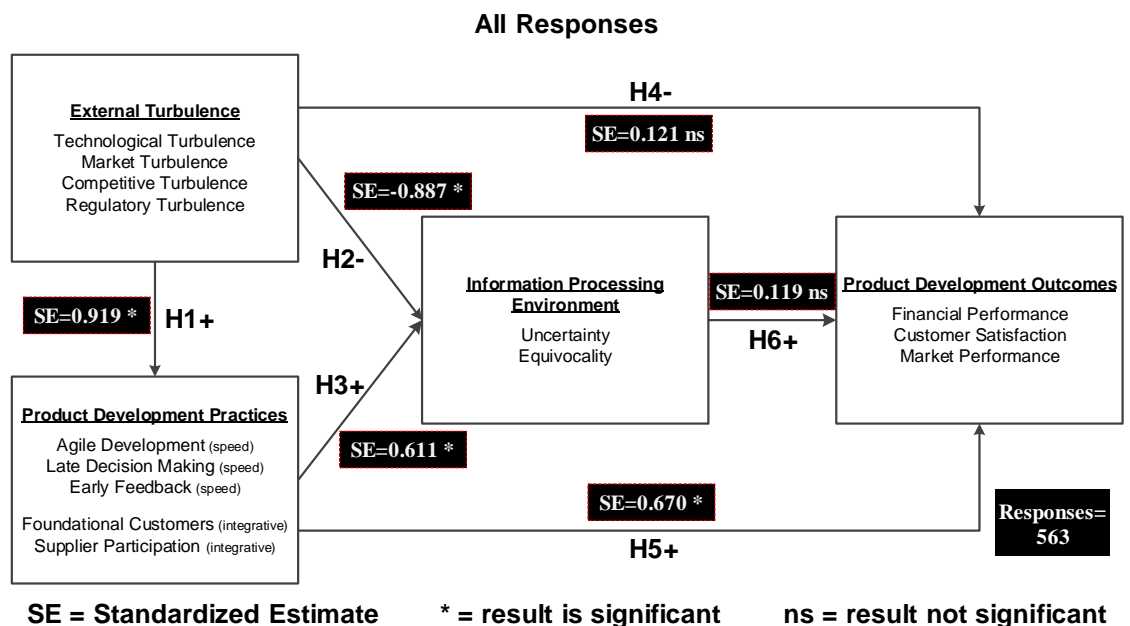 All Responses
External Turbulence
Technological Turbulence
Market Turbulence
Competitive Turbulence
Regulatory Turbulence
H4-
SE=0.121 ns
SE=-0.887 *
H2-
SE=0.919 *
H1+
Information Processing
Environment
Uncertainty
Equivocality
SE=0.119 ns
H6+
Product Development Outcomes
Financial Performance
Customer Satisfaction
Market Performance
H3+
SE=0.611 *
Product Development Practices
Agile Development (speed)
Late Decision Making (speed)
Early Feedback (speed)
Foundational Customers (integrative)
Supplier Participation (integrative)
SE=0.670 *
H5+
Responses=
563
SE = Standardized Estimate * = result is significant ns = result not significant